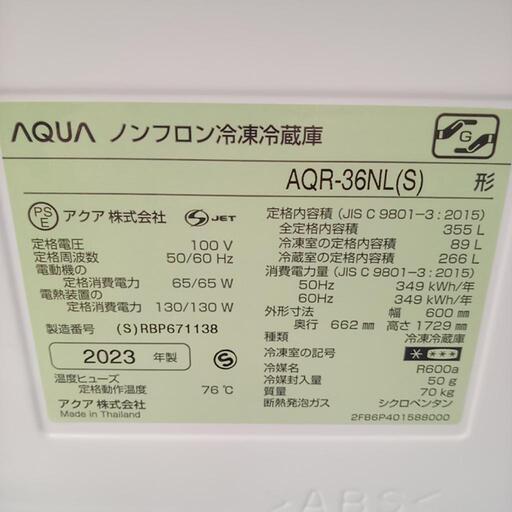 AQUA ノンフロン冷凍冷蔵庫
G
AQR-36NL(S) 形
PS E アクア 株式会社 S JET
定格電圧 100 V
定格周波数 50/60 Hz
電動機の
定格消費電力 65/65 W
電熱装置の
定格消費電力 130/130 W
製造番号 (S)RBP671138
2023 年製 S
温度ヒューズ
定格動作温度 76 ℃
アクア 株式会社
Made in Thailand
定格内容積 (JIS C 9801-3 : 2015)
全定格内容積 355 L
冷凍室の定格内容積 89 L
冷蔵室の定格内容積 266 L
消費電力量 (JIS C 9801-3 : 2015)
50Hz 349 kWh/年
60Hz 349 kWh/年
外形寸法 幅 600 ㎜
奥行 662 ㎜ 高さ 1729 ㎜
種類 冷凍冷蔵庫
冷凍室の記号 * ***
冷媒名 R600a
冷媒封入量 50 g
質量 70 kg
断熱発泡ガス シクロペンタン
2FB6P401588000
>ABS<